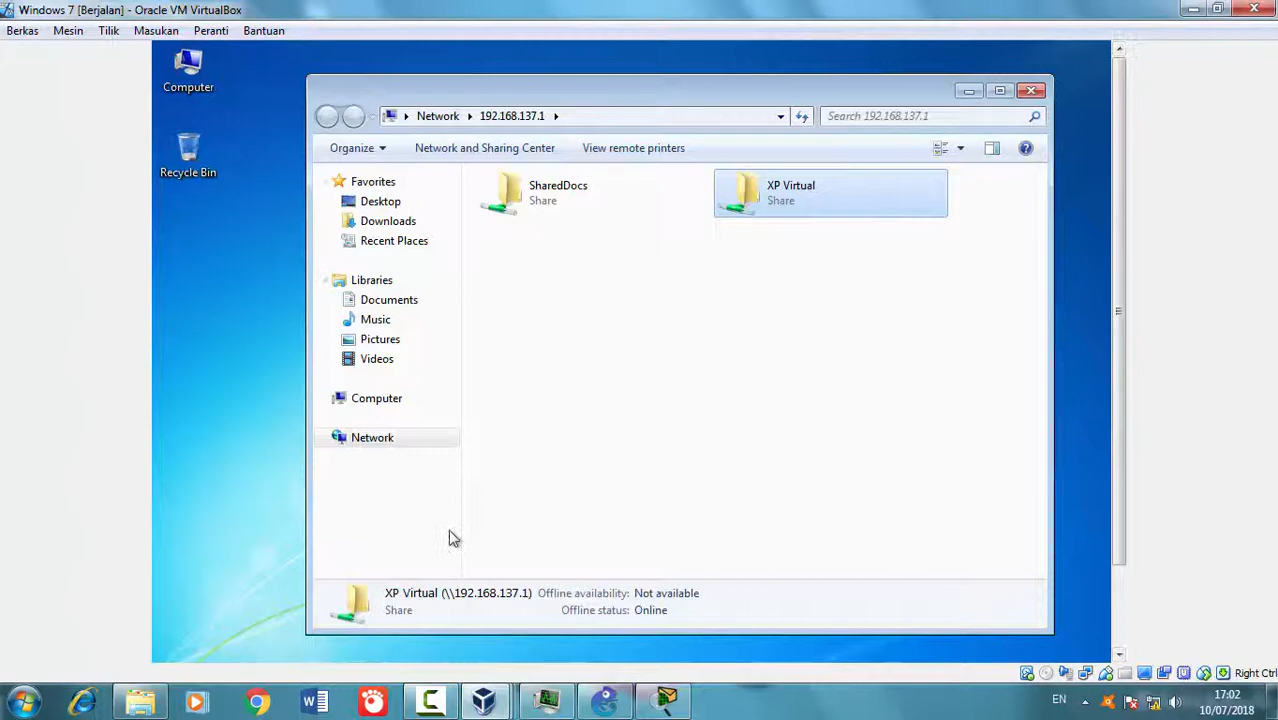 Windows 7 [Berjalan] - Oracle VM VirtualBox
Berkas Mesin Tilik Masukan Peranti Bantuan
Computer
Recycle Bin
Network 192.168.137.1
Search 192.168.137.1
Organize Network and Sharing Center View remote printers
Favorites
Desktop
Downloads
Recent Places
Libraries
Documents
Music
Pictures
Videos
Computer
Network
SharedDocs
Share
XP Virtual
Share
XP Virtual (\\192.168.137.1) Offline availability: Not available
Share Offline status: Online
Right Ctrl
EN
17:02
10/07/2018